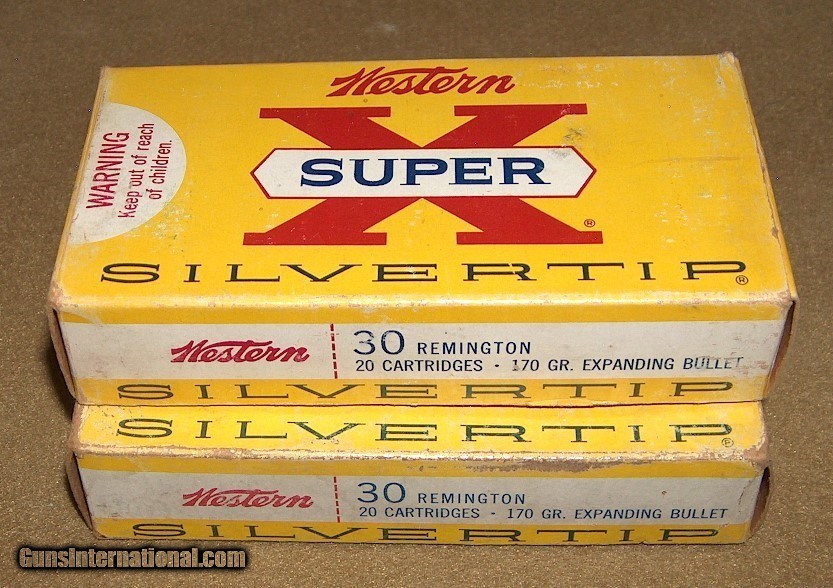 Western
WARNING
Keep out of reach
of children.
X
SUPER
®
SILVERTIP®
Western
30 REMINGTON
20 CARTRIDGES · 170 GR. EXPANDING BULLET
SILVERTIP
SILVERTIP®
Western
30 REMINGTON
20 CARTRIDGES · 170 GR. EXPANDING BULLET
SILVERTIP
GunsInternational.com